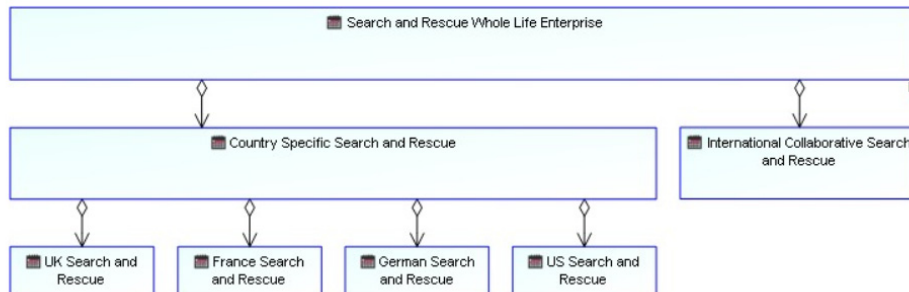 Search and Rescue Whole Life Enterprise
Country Specific Search and Rescue
International Collaborative Search
and Rescue
UK Search and
Rescue
France Search
and Rescue
German Search
and Rescue
US Search and
Rescue